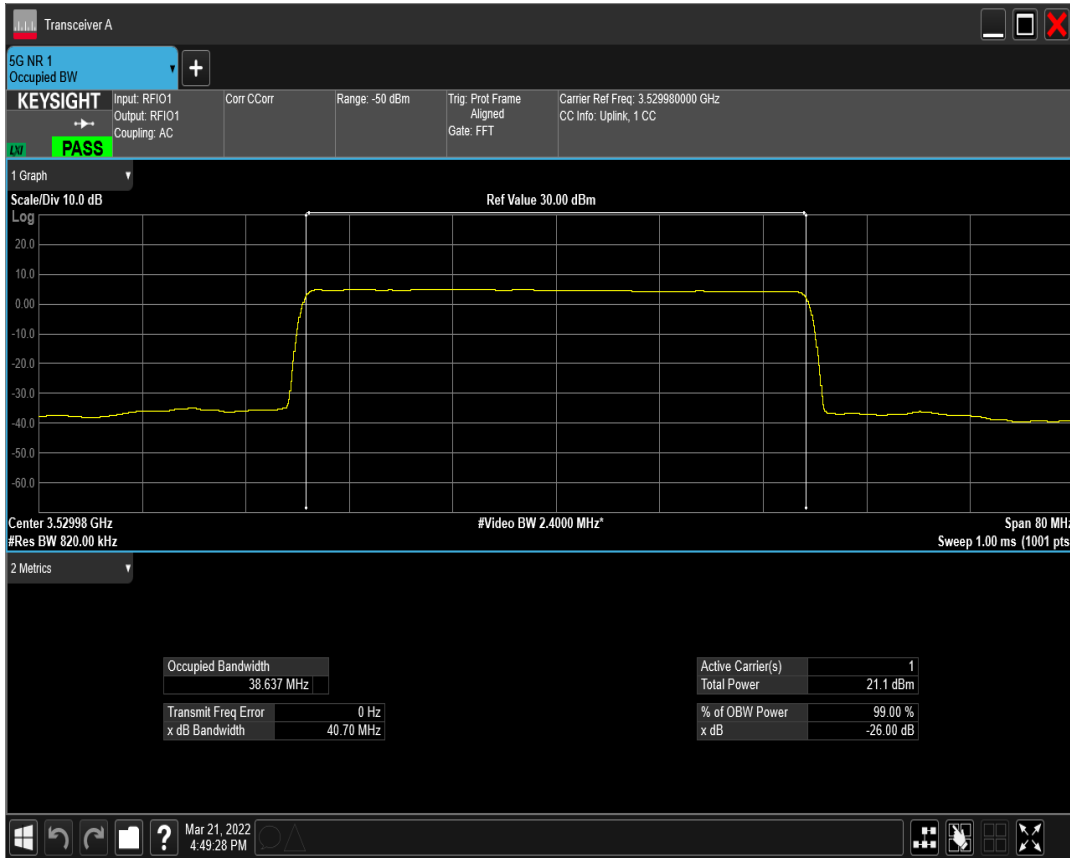 Transceiver A
5G NR 1
Occupied BW
KEYSIGHT
LXI
PASS
Input: RFIO1
Output: RFIO1
Coupling: AC
Corr CCorr
Range: -50 dBm
Trig: Prot Frame
Aligned
Gate: FFT
Carrier Ref Freq: 3.529980000 GHz
CC Info: Uplink, 1 CC
1 Graph
Scale/Div 10.0 dB
Ref Value 30.00 dBm
Log
20.0
10.0
0.00
-10.0
-20.0
-30.0
-40.0
-50.0
-60.0
Center 3.52998 GHz
#Video BW 2.4000 MHz*
Span 80 MHz
#Res BW 820.00 kHz
Sweep 1.00 ms (1001 pts
2 Metrics
Occupied Bandwidth
38.637 MHz
Transmit Freq Error 0 Hz
x dB Bandwidth 40.70 MHz
Active Carrier(s) 1
Total Power 21.1 dBm
% of OBW Power 99.00 %
x dB -26.00 dB
?
Mar 21, 2022
4:49:28 PM